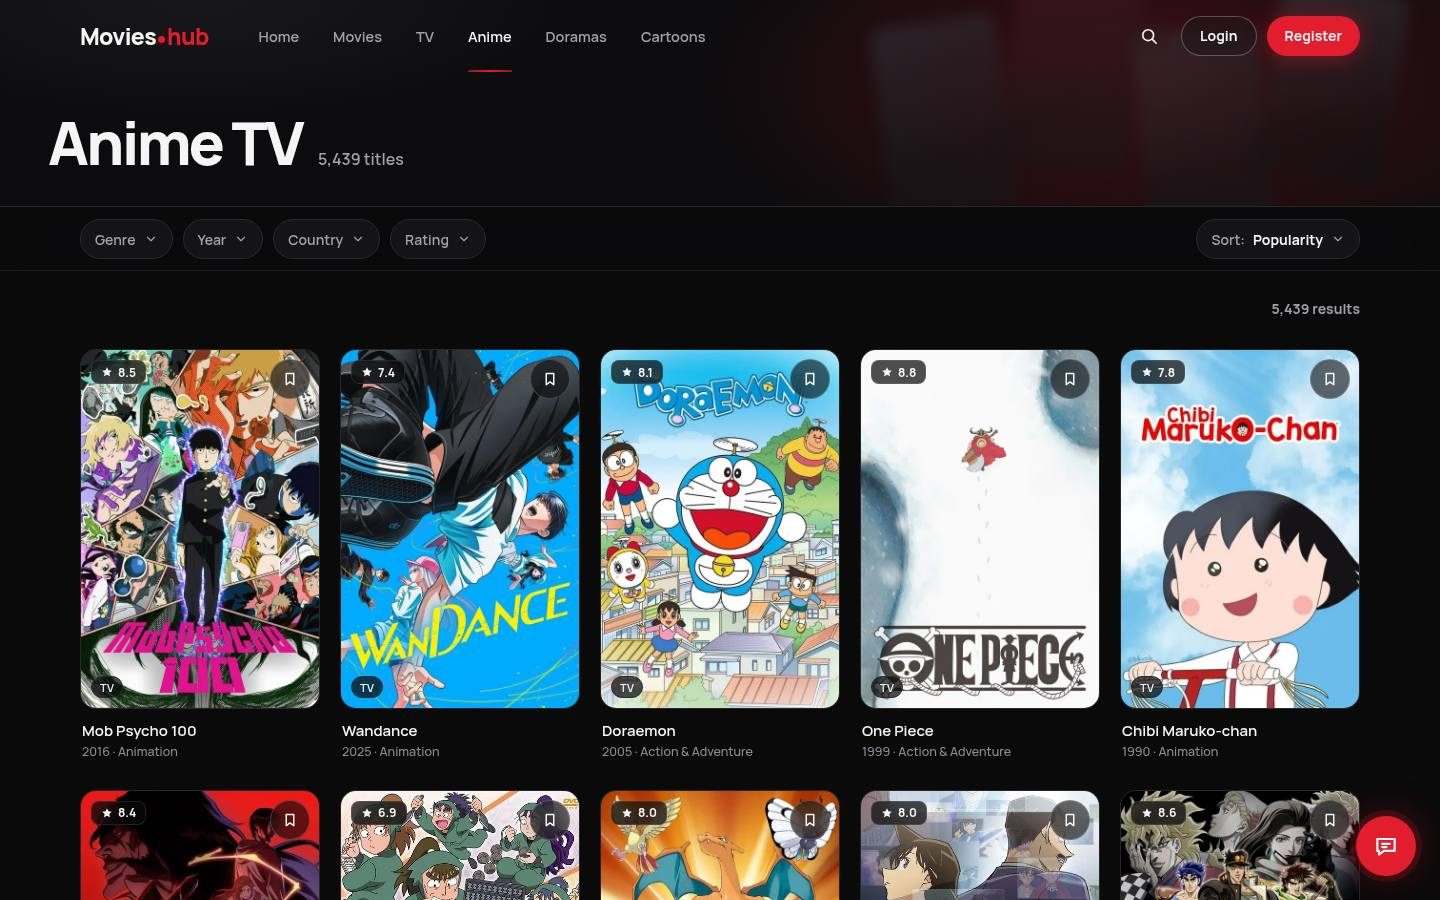 Movies•hub
Home
Movies
TV
Anime
Doramas
Cartoons
Login
Register
Anime TV
5,439 titles
Genre
Year
Country
Rating
Sort: Popularity
5,439 results
8.5
7.4
8.1
8.8
7.8
DORAEMON
Chibi
Maruko-Chan
WANDANCE
Mob Psycho
100
ONE PIECE
TV
TV
TV
TV
TV
Mob Psycho 100
Wandance
Doraemon
One Piece
Chibi Maruko-chan
2016 · Animation
2025 · Animation
2005 · Action & Adventure
1999 · Action & Adventure
1990 · Animation
8.4
6.9
8.0
8.0
8.6
DVD